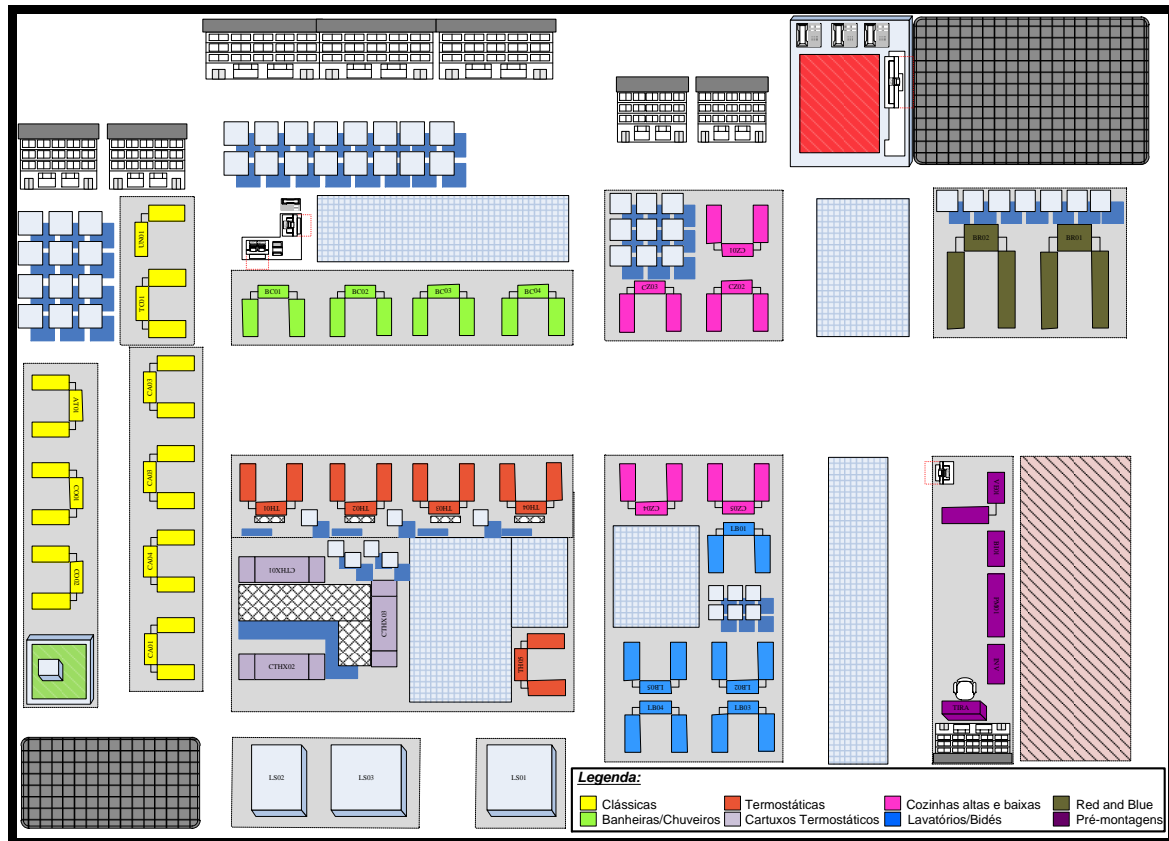 UN01
BR02 BR01
CZ01
TC01
BC01 BC02 BC03 BC04
CZ03 CZ02
CA03
AT01
CO01
CA09
TH01 TH02 TH03 TH04
CZ04 CZ05
LB01
CO02
CA04
CTHX01
CTHX03
CTHX02
CA01
TH05
LB05 LB02
LB04 LB03
LS02 LS03 LS01
Legenda:
Clássicas Termostáticas Cozinhas altas e baixas Red and Blue
Banheiras/Chuveiros Cartuxos Termostáticos Lavatórios/Bidés Pré-montagens